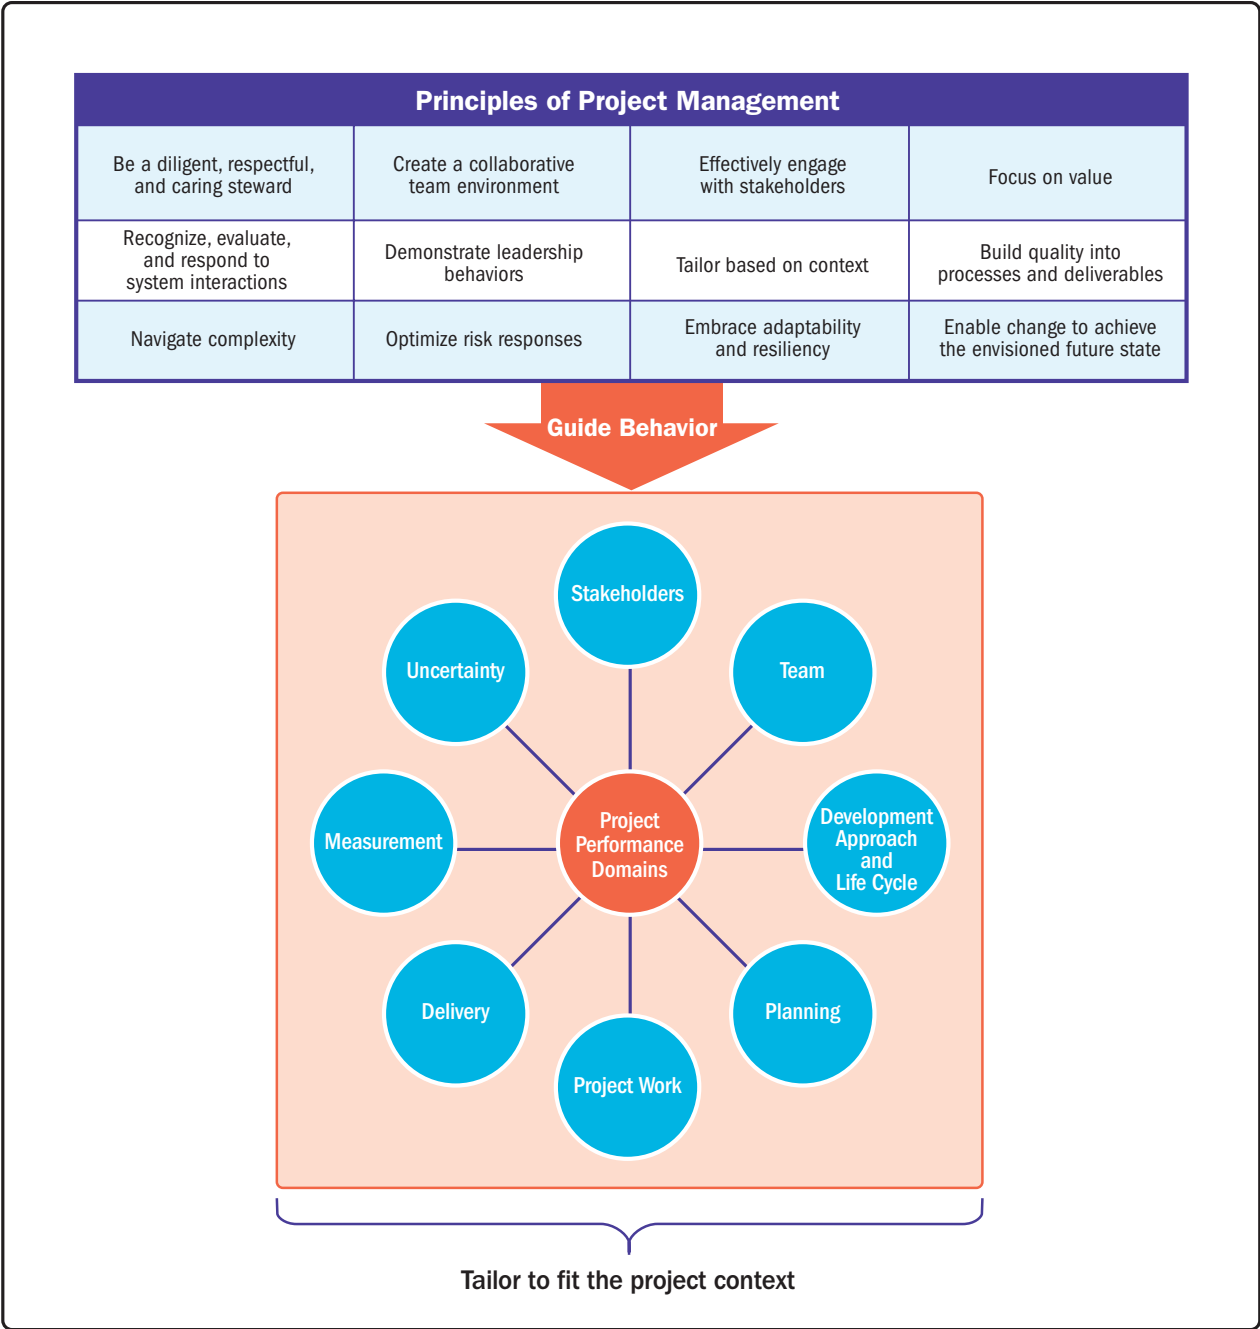 Principles of Project Management
Be a diligent, respectful,
and caring steward
Create a collaborative
team environment
Effectively engage
with stakeholders
Focus on value
Recognize, evaluate,
and respond to
system interactions
Demonstrate leadership
behaviors
Tailor based on context
Build quality into
processes and deliverables
Navigate complexity
Optimize risk responses
Embrace adaptability
and resiliency
Enable change to achieve
the envisioned future state
Guide Behavior
Stakeholders
Uncertainty
Team
Measurement
Project
Performance
Domains
Development
Approach
and
Life Cycle
Delivery
Planning
Project Work
Tailor to fit the project context